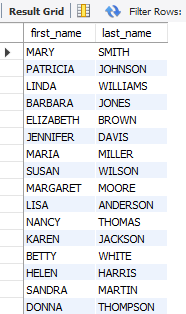 Result Grid Filter Rows:
first_name last_name
MARY SMITH
PATRICIA JOHNSON
LINDA WILLIAMS
BARBARA JONES
ELIZABETH BROWN
JENNIFER DAVIS
MARIA MILLER
SUSAN WILSON
MARGARET MOORE
LISA ANDERSON
NANCY THOMAS
KAREN JACKSON
BETTY WHITE
HELEN HARRIS
SANDRA MARTIN
DONNA THOMPSON